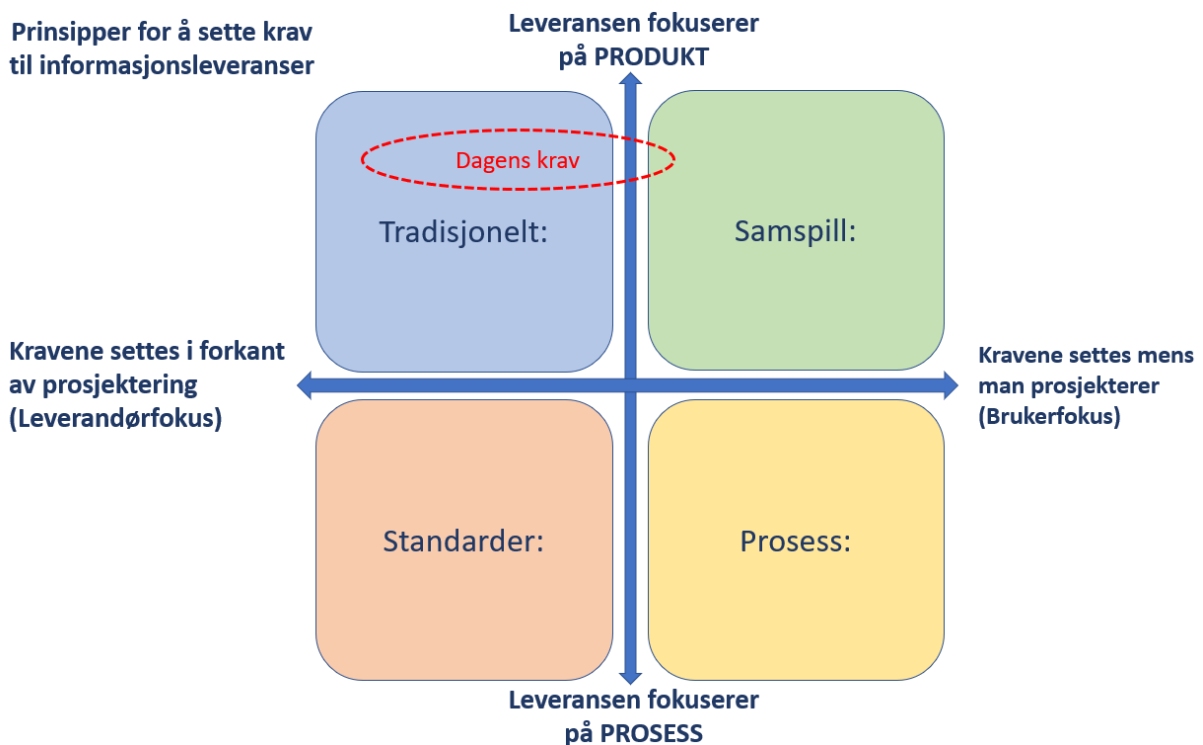 Prinsipper for å sette krav
til informasjonsleveranser
Leveransen fokuserer
på PRODUKT
Dagens krav
Tradisjonelt:
Samspill:
Kravene settes i forkant
av prosjektering
(Leverandørfokus)
Kravene settes mens
man prosjekterer
(Brukerfokus)
Standarder:
Prosess:
Leveransen fokuserer
på PROSESS